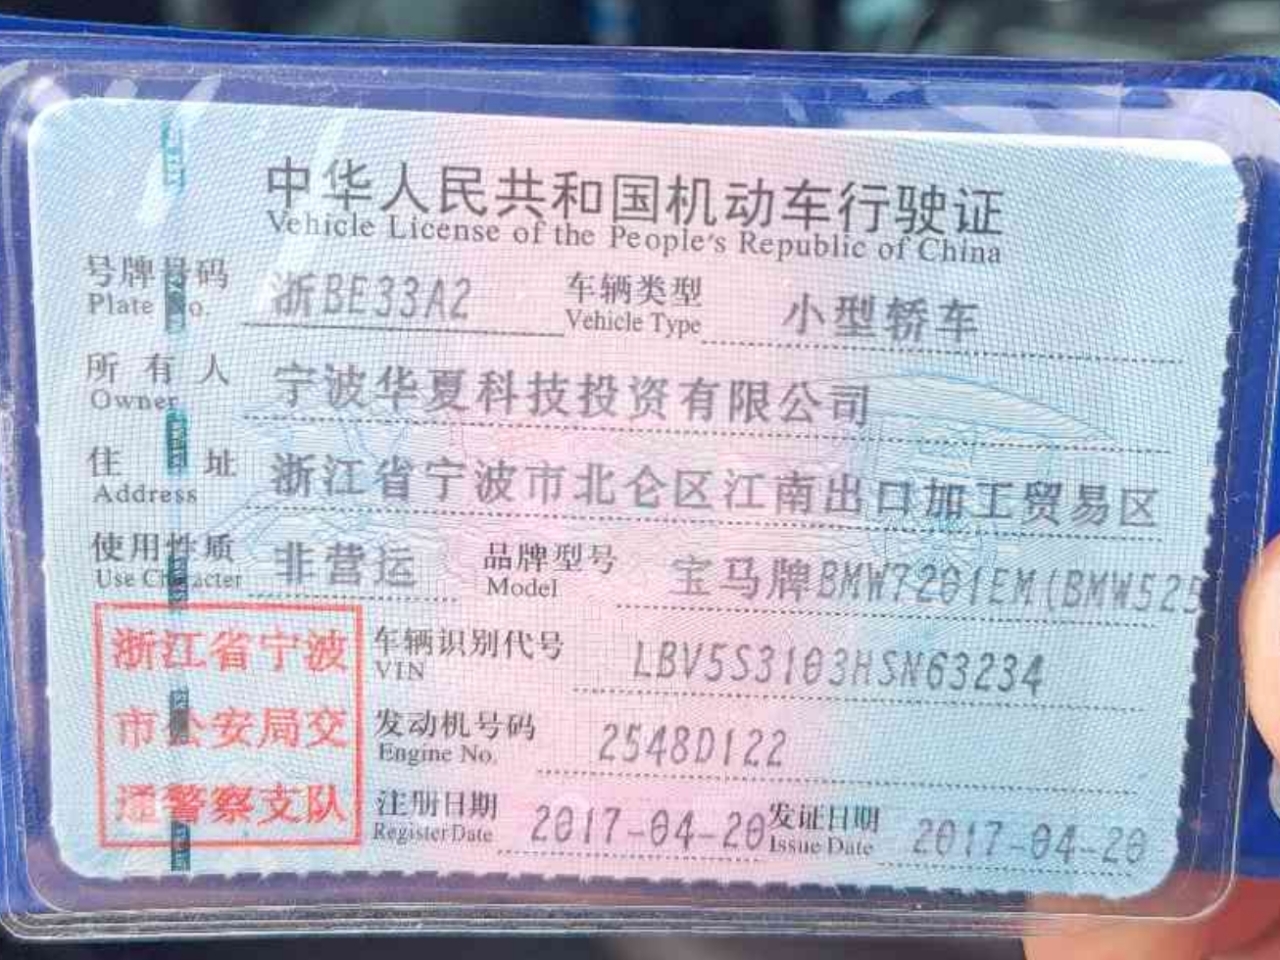 中华人民共和国机动车行驶证
Vehicle License of the People's Republic of China
号牌号码 浙BE33A2 车辆类型 小型轿车
Plate No. Vehicle Type
所有人 宁波华夏科技投资有限公司
Owner
住址 浙江省宁波市北仑区江南出口加工贸易区
Address
使用性质 非营运 品牌型号 宝马牌BMW7201EM(BMW525
Use Character Model
浙江省宁波
市公安局交
通警察支队
车辆识别代号 LBV5S3103HSN63234
VIN
发动机号码 2548D122
Engine No.
注册日期 2017-04-20 发证日期 2017-04-20
Register Date Issue Date